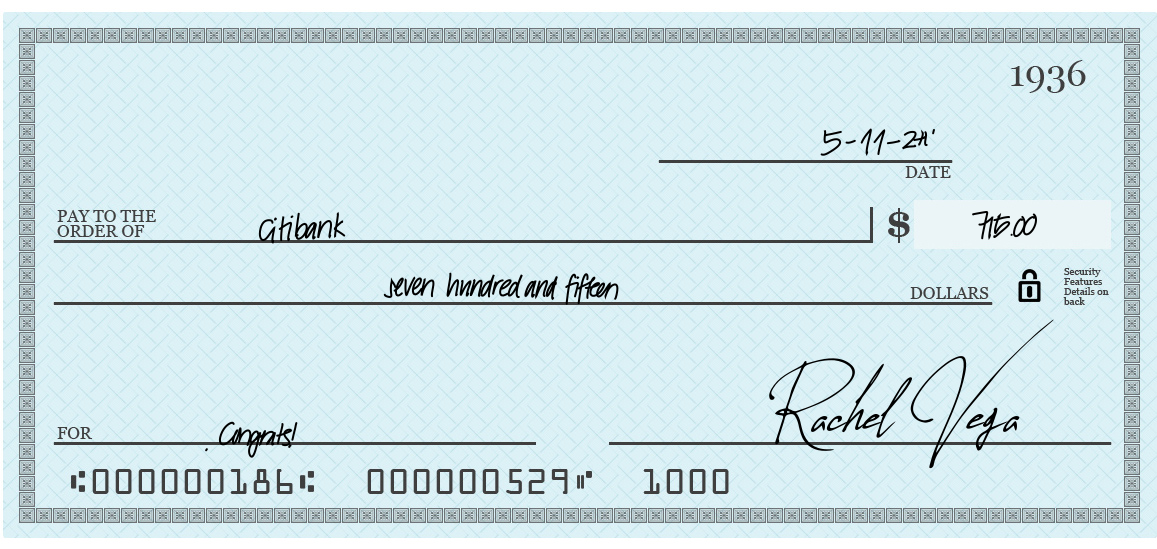 1936
5-11-24
DATE
PAY TO THE
ORDER OF Citibank $ 715.00
seven hundred and fifteen DOLLARS
Security
Features
Details on
back
FOR Congrats! Rachel Vega
⑆000000186⑆ 000000529⑈ 1000